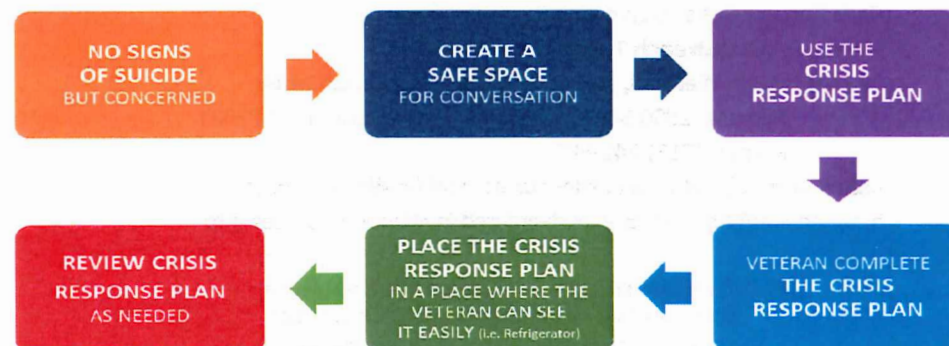 NO SIGNS
OF SUICIDE
BUT CONCERNED
CREATE A
SAFE SPACE
FOR CONVERSATION
USE THE
CRISIS
RESPONSE PLAN
VETERAN COMPLETE
THE CRISIS
RESPONSE PLAN
PLACE THE CRISIS
RESPONSE PLAN
IN A PLACE WHERE THE
VETERAN CAN SEE
IT EASILY (i.e. Refrigerator)
REVIEW CRISIS
RESPONSE PLAN
AS NEEDED